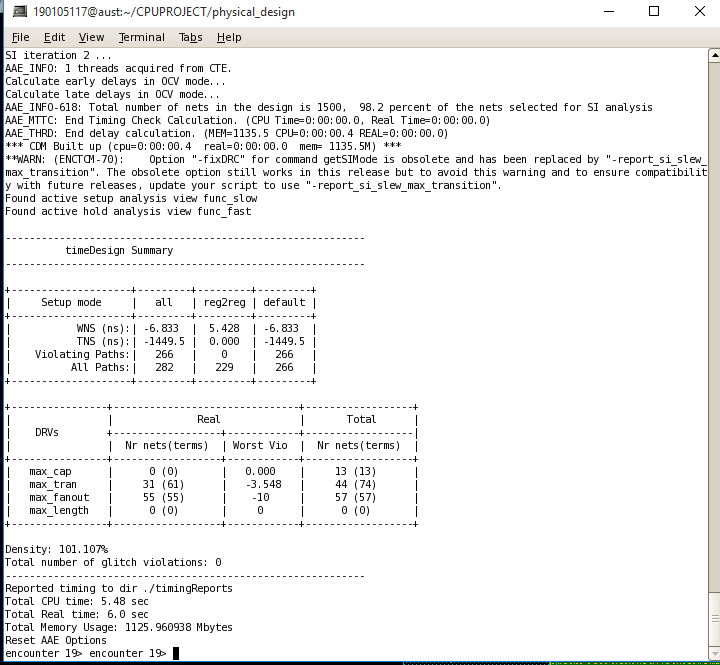 190105117@aust:~/CPUPROJECT/physical_design
File Edit View Terminal Tabs Help
SI iteration 2 ...
AAE_INFO: 1 threads acquired from CTE.
Calculate early delays in OCV mode...
Calculate late delays in OCV mode...
AAE_INFO-618: Total number of nets in the design is 1500,  98.2 percent of the nets selected for SI analysis
AAE_MTTC: End Timing Check Calculation. (CPU Time=0:00:00.0, Real Time=0:00:00.0)
AAE_THRD: End delay calculation. (MEM=1135.5 CPU=0:00:00.4 REAL=0:00:00.0)
*** CDM Built up (cpu=0:00:00.4  real=0:00:00.0  mem= 1135.5M) ***
**WARN: (ENCTCM-70):    Option "-fixDRC" for command getSIMode is obsolete and has been replaced by "-report_si_slew_
max_transition". The obsolete option still works in this release but to avoid this warning and to ensure compatibilit
y with future releases, update your script to use "-report_si_slew_max_transition".
Found active setup analysis view func_slow
Found active hold analysis view func_fast
------------------------------------------------------------
          timeDesign Summary
------------------------------------------------------------
+--------------------+---------+---------+---------+
|     Setup mode     |   all   | reg2reg | default |
+--------------------+---------+---------+---------+
|           WNS (ns):| -6.833  |  5.428  | -6.833  |
|           TNS (ns):| -1449.5 |  0.000  | -1449.5 |
|    Violating Paths:|   266   |    0    |   266   |
|          All Paths:|   282   |   229   |   266   |
+--------------------+---------+---------+---------+
+----------------+-------------------------------+------------------+
|                |              Real             |       Total      |
|    DRVs        +------------------+------------+------------------|
|                |  Nr nets(terms)  | Worst Vio  |  Nr nets(terms)  |
+----------------+------------------+------------+------------------+
|   max_cap      |      0 (0)       |   0.000    |     13 (13)      |
|   max_tran     |     31 (61)      |   -3.548   |     44 (74)      |
|   max_fanout   |     55 (55)      |    -10     |     57 (57)      |
|   max_length   |      0 (0)       |     0      |      0 (0)       |
+----------------+------------------+------------+------------------+
Density: 101.107%
Total number of glitch violations: 0
------------------------------------------------------------
Reported timing to dir ./timingReports
Total CPU time: 5.48 sec
Total Real time: 6.0 sec
Total Memory Usage: 1125.960938 Mbytes
Reset AAE Options
encounter 19> encounter 19>